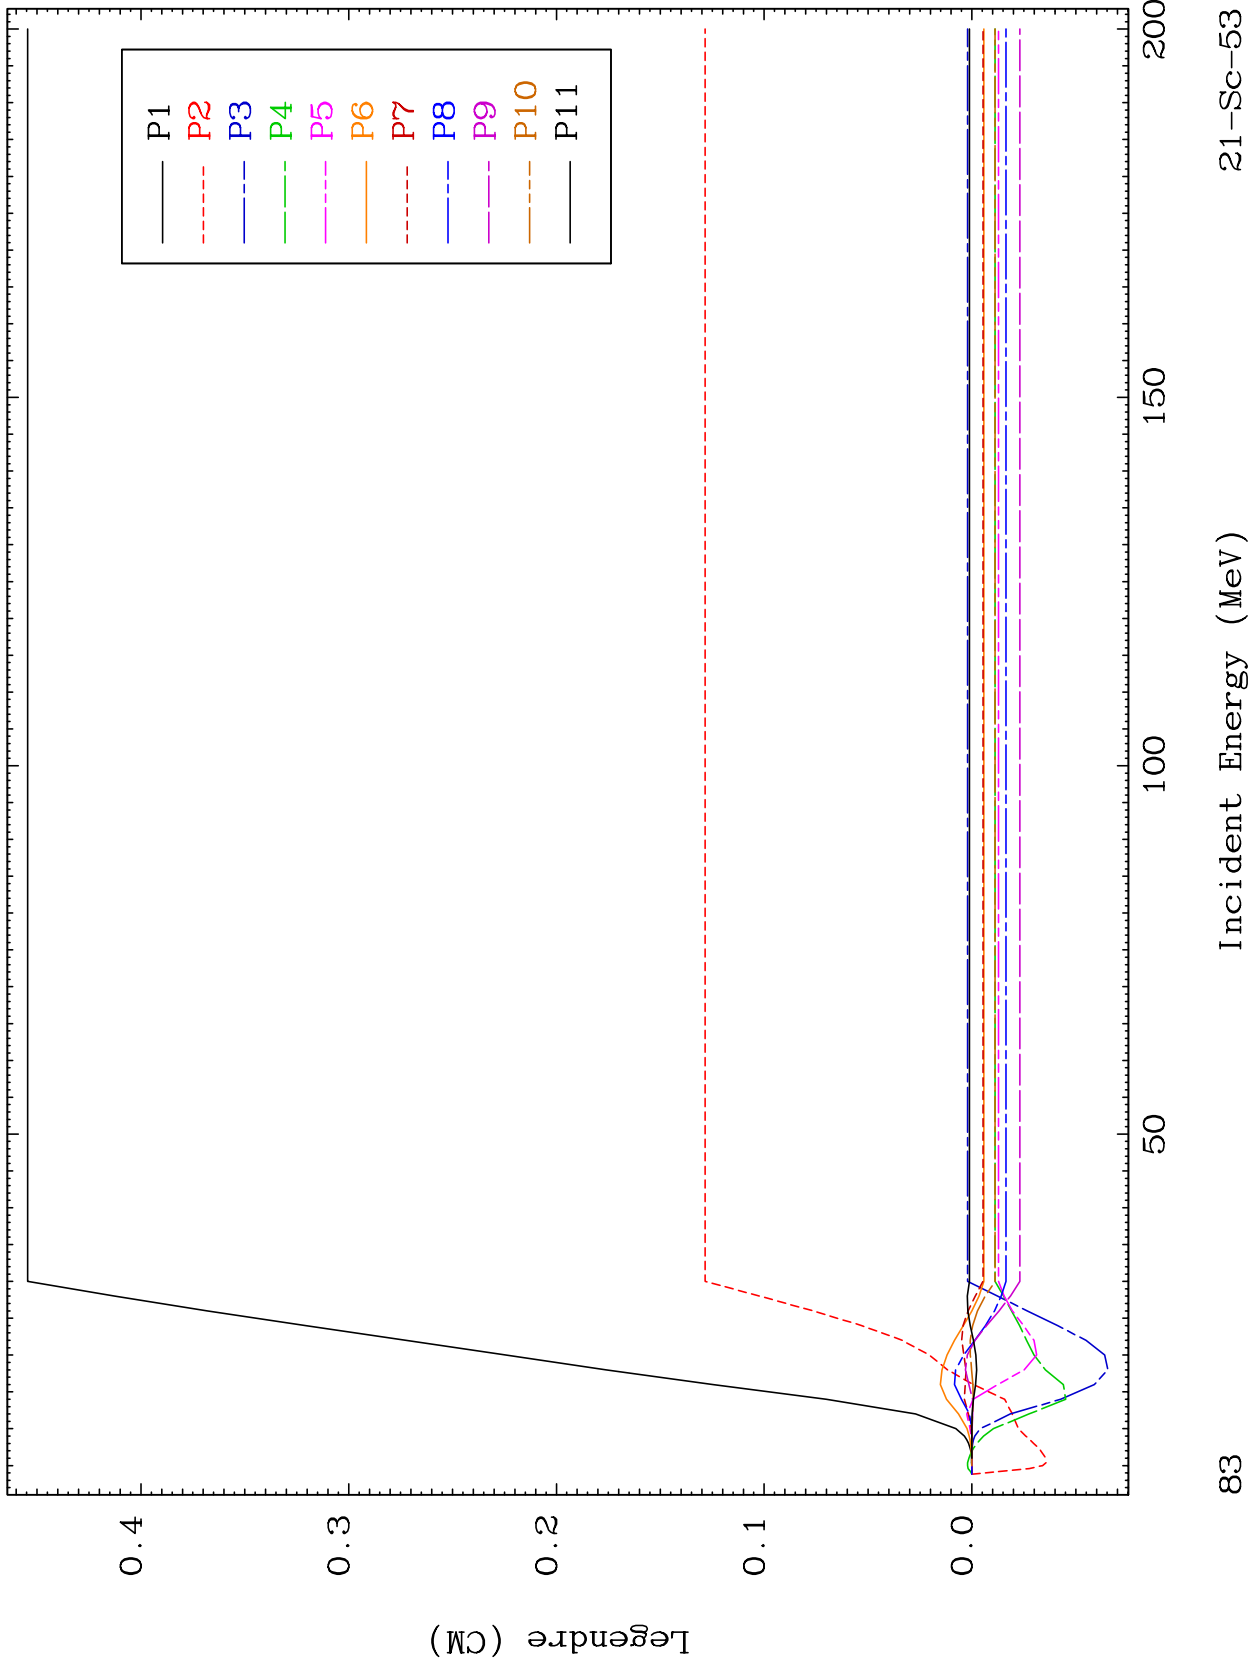 P1
P2
P3
P4
P5
P6
P7
P8
P9
P10
P11
0.4
0.3
0.2
0.1
0.0
Legendre (CM)
50
100
150
200
Incident Energy (MeV)
83
21-Sc-53